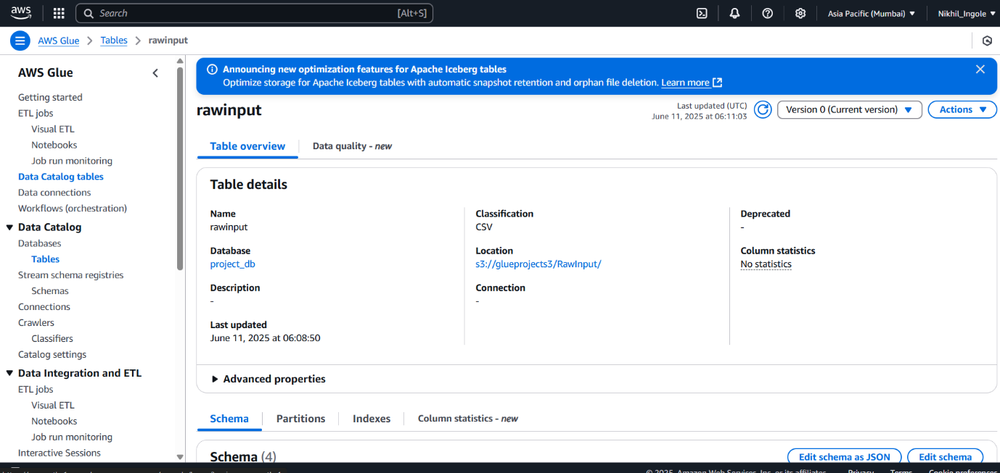 aws
Search [Alt+S]
Asia Pacific (Mumbai)
Nikhil_Ingole
AWS Glue
Tables
rawinput
AWS Glue
Getting started
ETL jobs
Visual ETL
Notebooks
Job run monitoring
Data Catalog tables
Data connections
Workflows (orchestration)
Data Catalog
Databases
Tables
Stream schema registries
Schemas
Connections
Crawlers
Classifiers
Catalog settings
Data Integration and ETL
ETL jobs
Visual ETL
Notebooks
Job run monitoring
Interactive Sessions
Announcing new optimization features for Apache Iceberg tables
Optimize storage for Apache Iceberg tables with automatic snapshot retention and orphan file deletion. Learn more
rawinput
Last updated (UTC)
June 11, 2025 at 06:11:03
Version 0 (Current version)
Actions
Table overview
Data quality - new
Table details
Name
rawinput
Database
project_db
Description
-
Last updated
June 11, 2025 at 06:08:50
Classification
CSV
Location
s3://glueprojects3/RawInput/
Connection
-
Deprecated
-
Column statistics
No statistics
Advanced properties
Schema
Partitions
Indexes
Column statistics - new
Schema (4)
Edit schema as JSON
Edit schema
© 2025, Amazon Web Services, Inc. or its affiliates.
Privacy
Terms
Cookie preferences